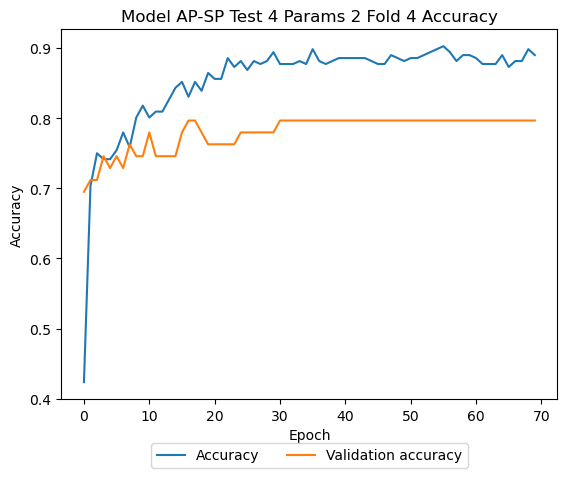 Model AP-SP Test 4 Params 2 Fold 4 Accuracy
Accuracy
0.9
0.8
0.7
0.6
0.5
0.4
0 10 20 30 40 50 60 70
Epoch
Accuracy Validation accuracy